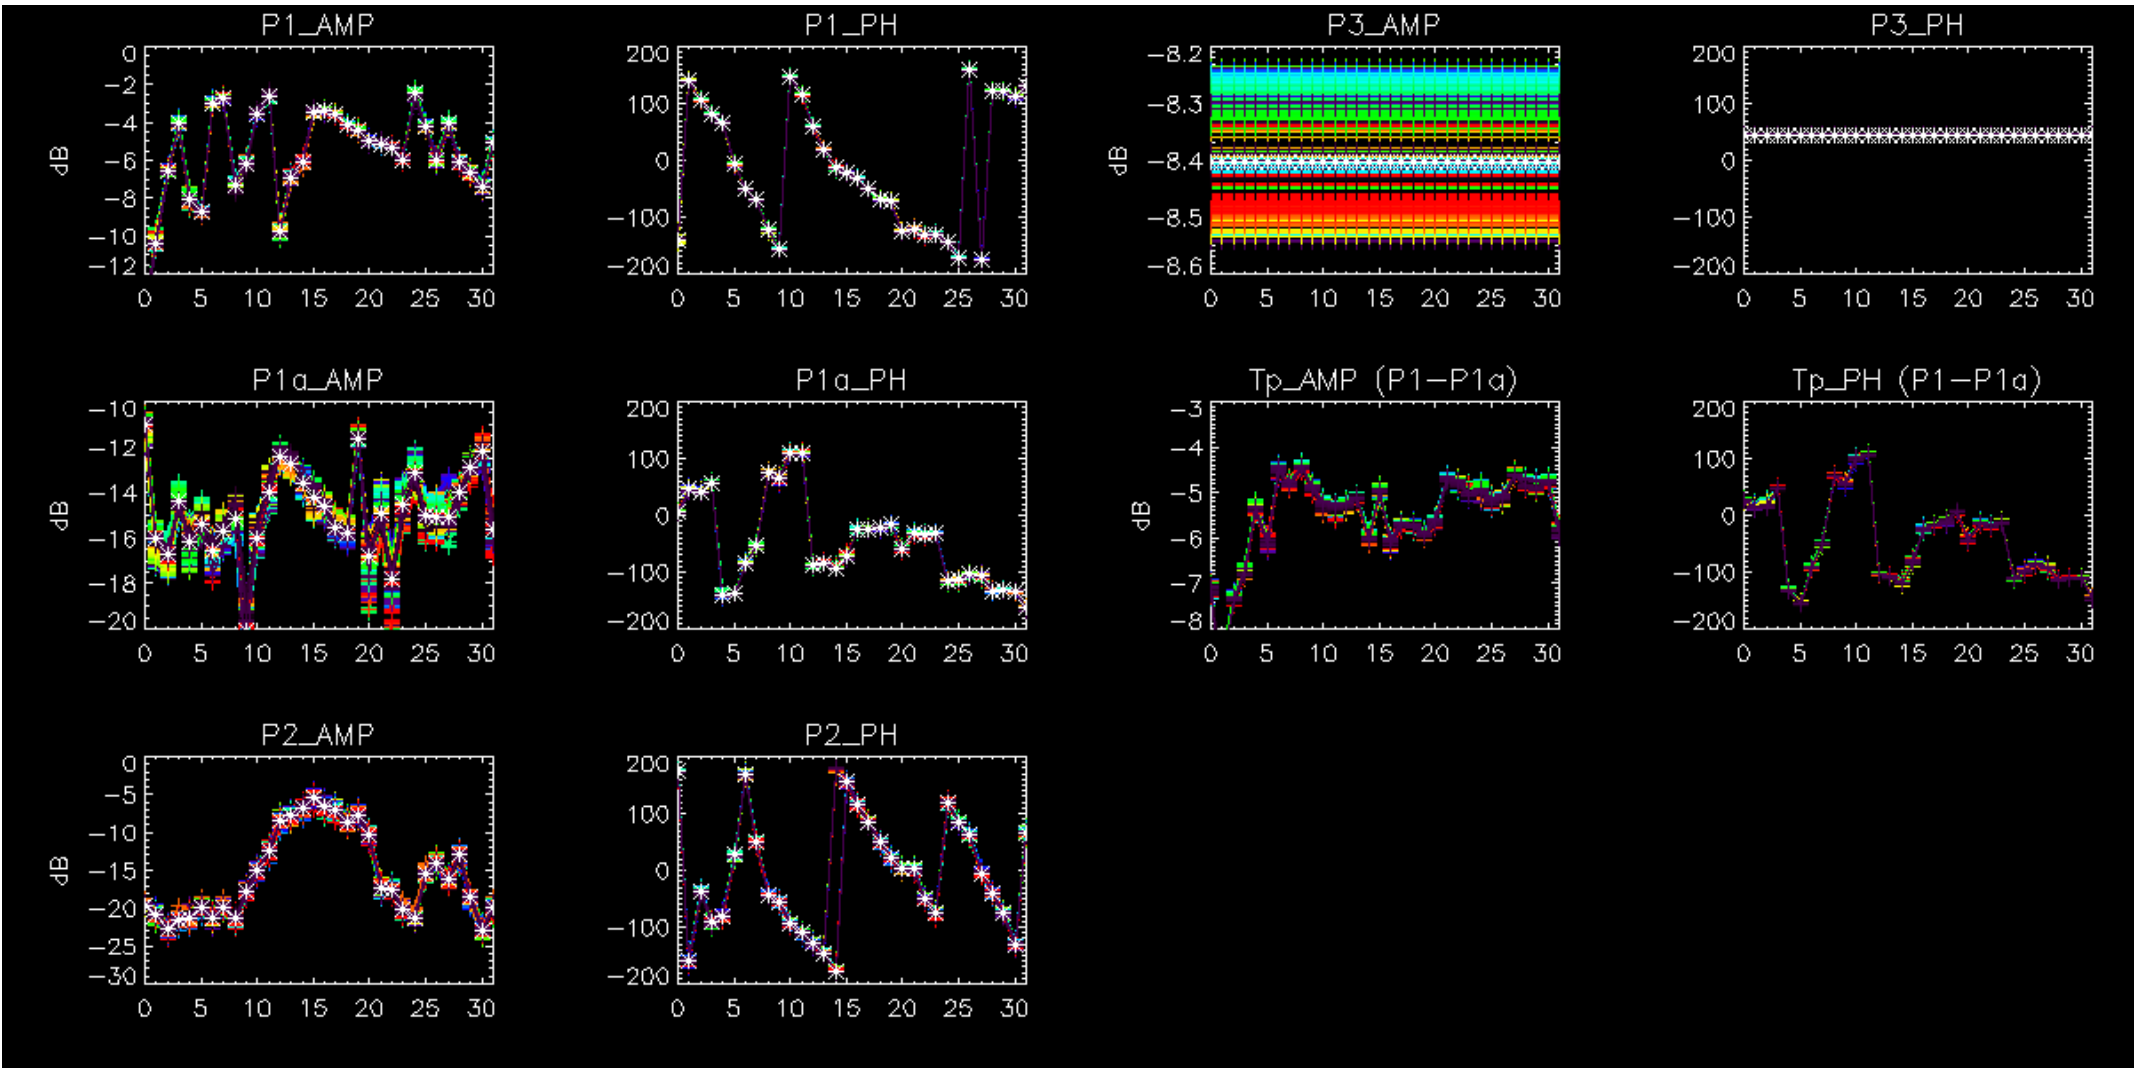 P1_AMP
P1_PH
P3_AMP
P3_PH
0
−2
−4
−6
−8
−10
−12
dB
0 5 10 15 20 25 30
200
100
0
−100
−200
0 5 10 15 20 25 30
−8.2
−8.3
−8.4
−8.5
−8.6
dB
0 5 10 15 20 25 30
200
100
0
−100
−200
0 5 10 15 20 25 30
P1a_AMP
P1a_PH
Tp_AMP (P1−P1a)
Tp_PH (P1−P1a)
−10
−12
−14
−16
−18
−20
dB
0 5 10 15 20 25 30
200
100
0
−100
−200
0 5 10 15 20 25 30
−3
−4
−5
−6
−7
−8
dB
0 5 10 15 20 25 30
200
100
0
−100
−200
0 5 10 15 20 25 30
P2_AMP
P2_PH
0
−5
−10
−15
−20
−25
−30
dB
0 5 10 15 20 25 30
200
100
0
−100
−200
0 5 10 15 20 25 30